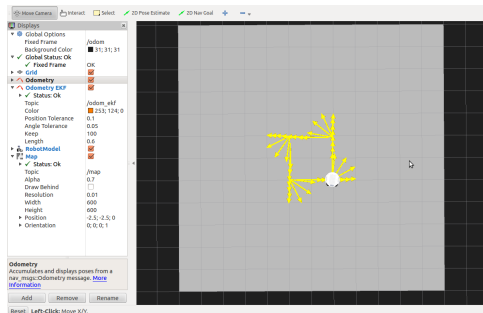 Move Camera Interact Select 2D Pose Estimate 2D Nav Goal
Displays
Global Options
Fixed Frame /odom
Background Color 31; 31; 31
Global Status: Ok
Fixed Frame OK
Grid
Odometry
Odometry EKF
Status: Ok
Topic /odom_ekf
Color 253; 124; 0
Position Tolerance 0.1
Angle Tolerance 0.05
Keep 100
Length 0.6
RobotModel
Map
Status: Ok
Topic /map
Alpha 0.7
Draw Behind
Resolution 0.01
Width 600
Height 600
Position -2.5; -2.5; 0
Orientation 0; 0; 0; 1
Odometry
Accumulates and displays poses from a
nav_msgs::Odometry message. More
Information
Add Remove Rename
Reset Left-Click: Move X/Y.